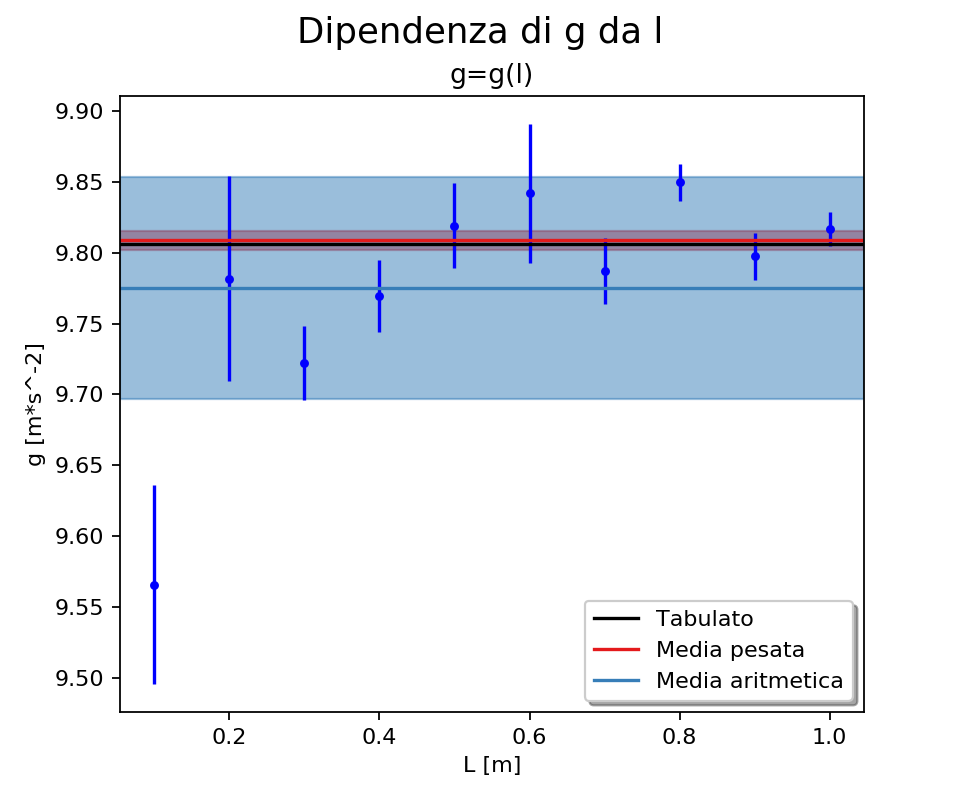 Dipendenza di g da l
g=g(l)
9.90
9.85
9.80
9.75
9.70
9.65
9.60
9.55
9.50
g [m*s^-2]
Tabulato
Media pesata
Media aritmetica
0.2 0.4 0.6 0.8 1.0
L [m]